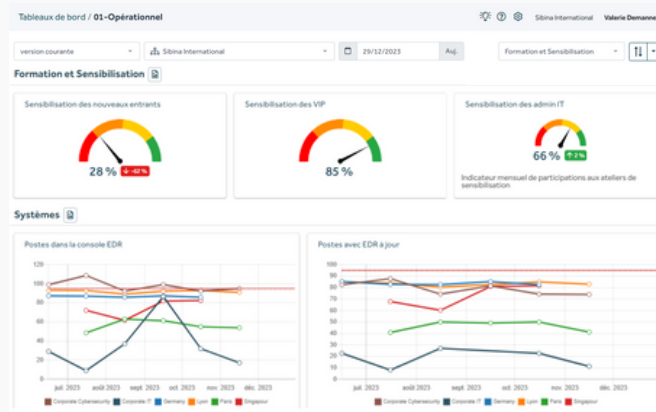 Tableaux de bord / 01-Opérationnel
Sibina International Valerie Demanne
version courante
Sibina International
29/12/2023
Auj.
Formation et Sensibilisation
Formation et Sensibilisation
Sensibilisation des nouveaux entrants
28 % -62 %
Sensibilisation des VIP
85 %
Sensibilisation des admin IT
66 % 2 %
Indicateur mensuel de participations aux ateliers de
sensibilisation
Systèmes
Postes dans la console EDR
120
100
80
60
40
20
0
juil. 2023 août 2023 sept. 2023 oct. 2023 nov. 2023 déc. 2023
Corporate Cybersecurity Corporate IT Germany Lyon Paris Singapour
Postes avec EDR à jour
100
90
80
70
60
50
40
30
20
10
0
juil. 2023 août 2023 sept. 2023 oct. 2023 nov. 2023 déc. 2023
Corporate Cybersecurity Corporate IT Germany Lyon Paris Singapour